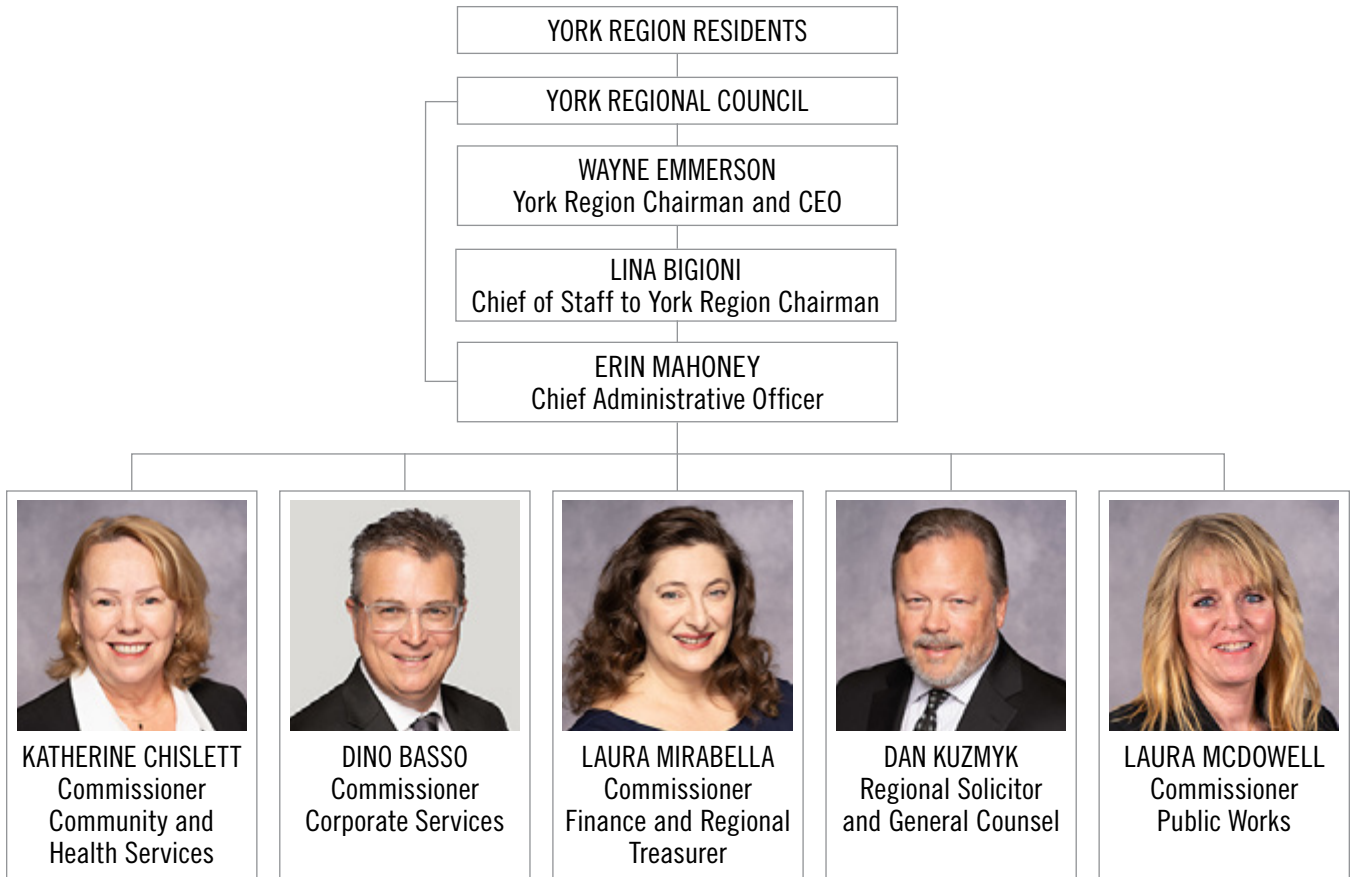 YORK REGION RESIDENTS
YORK REGIONAL COUNCIL
WAYNE EMMERSON
York Region Chairman and CEO
LINA BIGIONI
Chief of Staff to York Region Chairman
ERIN MAHONEY
Chief Administrative Officer
KATHERINE CHISLETT
Commissioner
Community and
Health Services
DINO BASSO
Commissioner
Corporate Services
LAURA MIRABELLA
Commissioner
Finance and Regional
Treasurer
DAN KUZMYK
Regional Solicitor
and General Counsel
LAURA MCDOWELL
Commissioner
Public Works